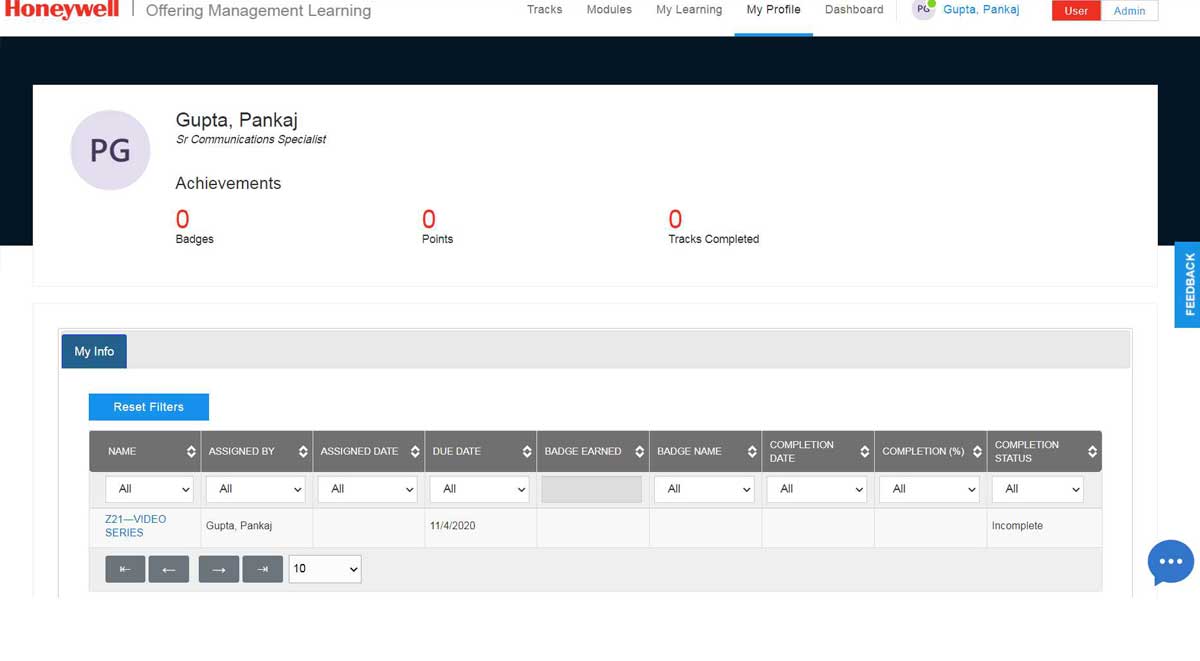 Honeywell | Offering Management Learning Tracks Modules My Learning My Profile Dashboard PG Gupta, Pankaj User Admin
PG
Gupta, Pankaj
Sr Communications Specialist
Achievements
0 0 0
Badges Points Tracks Completed
FEEDBACK
My Info
Reset Filters
NAME ASSIGNED BY ASSIGNED DATE DUE DATE BADGE EARNED BADGE NAME COMPLETION DATE COMPLETION (%) COMPLETION STATUS
All All All All All All All All
Z21—VIDEO SERIES Gupta, Pankaj 11/4/2020 Incomplete
10